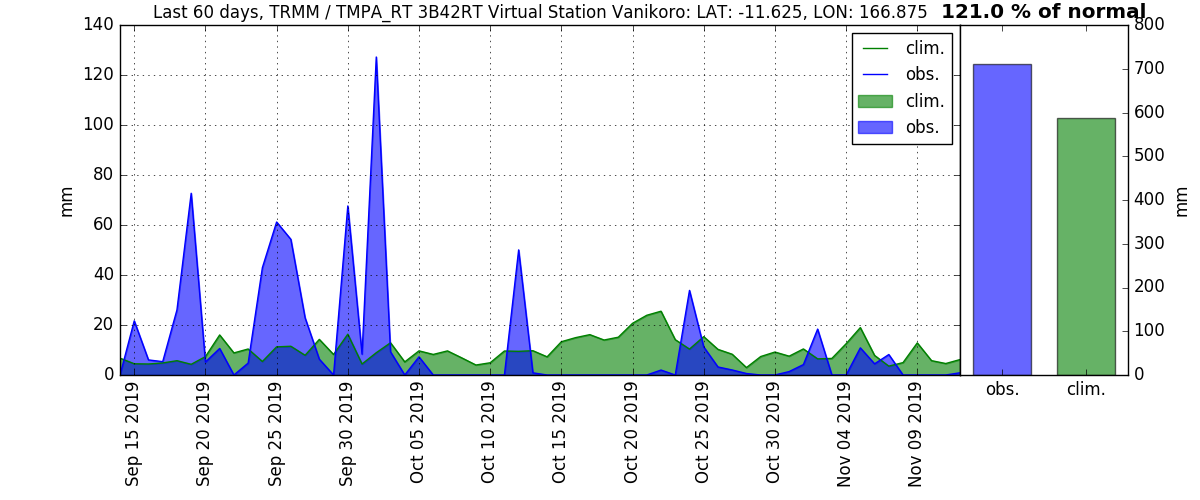 Last 60 days, TRMM / TMPA_RT 3B42RT Virtual Station Vanikoro: LAT: -11.625, LON: 166.875 121.0 % of normal
140
120
100
80
60
40
20
0
mm
clim.
obs.
clim.
obs.
Sep 15 2019
Sep 20 2019
Sep 25 2019
Sep 30 2019
Oct 05 2019
Oct 10 2019
Oct 15 2019
Oct 20 2019
Oct 25 2019
Oct 30 2019
Nov 04 2019
Nov 09 2019
800
700
600
500
400
300
200
100
0
mm
obs. clim.